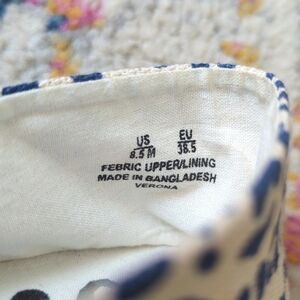 US EU
8.5 M 38.5
FEBRIC UPPER/LINING
MADE IN BANGLADESH
VERONA